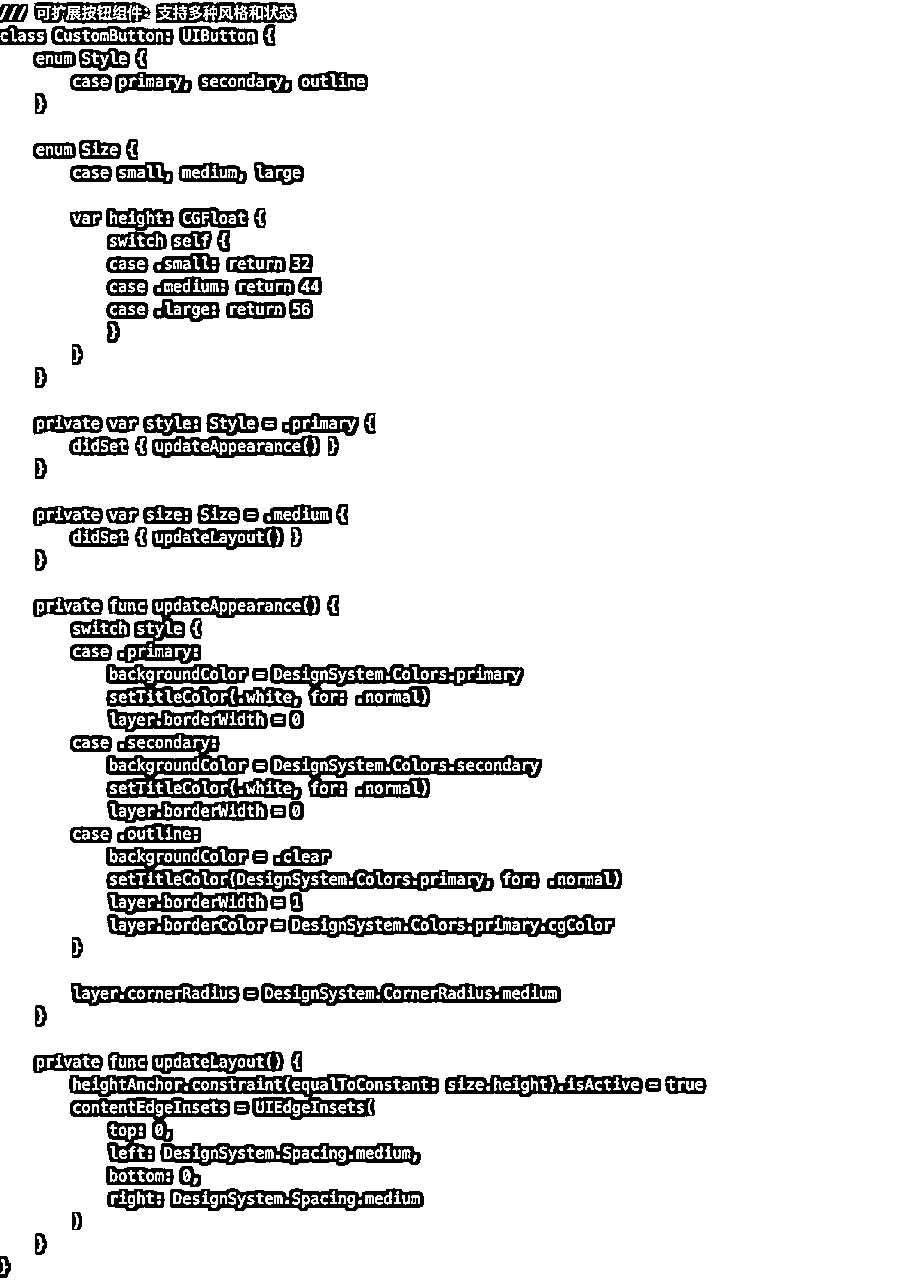 /// 可扩展按钮组件: 支持多种风格和状态
class CustomButton: UIButton {
    enum Style {
        case primary, secondary, outline
    }

    enum Size {
        case small, medium, large

        var height: CGFloat {
            switch self {
            case .small: return 32
            case .medium: return 44
            case .large: return 56
            }
        }
    }

    private var style: Style = .primary {
        didSet { updateAppearance() }
    }

    private var size: Size = .medium {
        didSet { updateLayout() }
    }

    private func updateAppearance() {
        switch style {
        case .primary:
            backgroundColor = DesignSystem.Colors.primary
            setTitleColor(.white, for: .normal)
            layer.borderWidth = 0
        case .secondary:
            backgroundColor = DesignSystem.Colors.secondary
            setTitleColor(.white, for: .normal)
            layer.borderWidth = 0
        case .outline:
            backgroundColor = .clear
            setTitleColor(DesignSystem.Colors.primary, for: .normal)
            layer.borderWidth = 1
            layer.borderColor = DesignSystem.Colors.primary.cgColor
        }

        layer.cornerRadius = DesignSystem.CornerRadius.medium
    }

    private func updateLayout() {
        heightAnchor.constraint(equalToConstant: size.height).isActive = true
        contentEdgeInsets = UIEdgeInsets(
            top: 0,
            left: DesignSystem.Spacing.medium,
            bottom: 0,
            right: DesignSystem.Spacing.medium
        )
    }
}